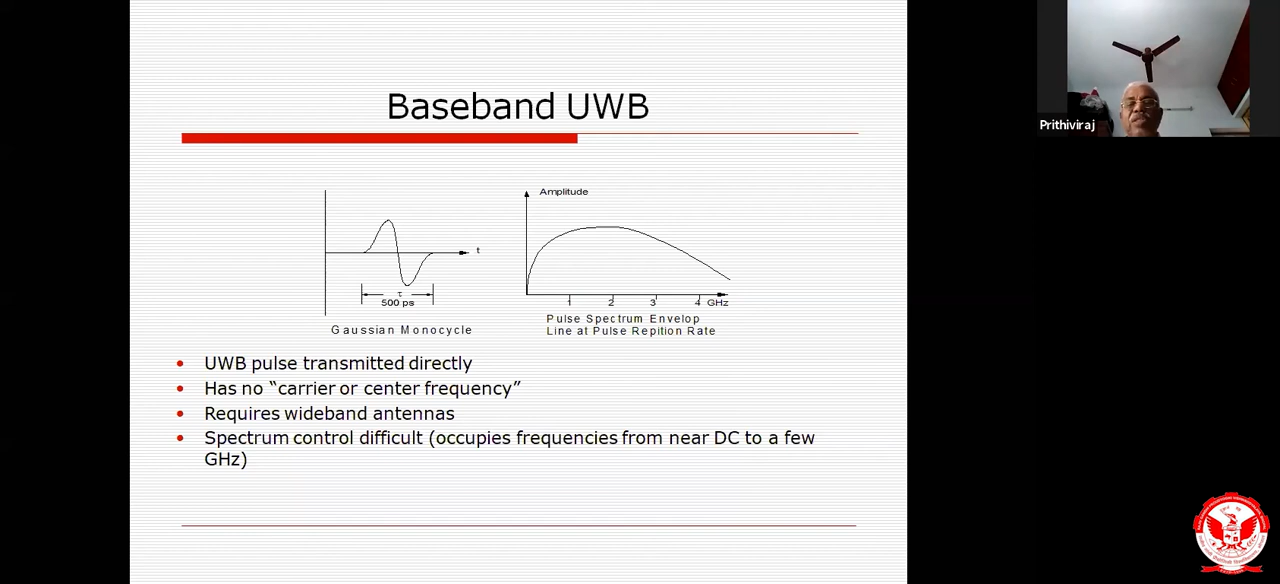 Baseband UWB
Prithiviraj
Amplitude
t
τ
500 ps
1 2 3 4 GHz
Gaussian Monocycle
Pulse Spectrum Envelop
Line at Pulse Repition Rate
UWB pulse transmitted directly
Has no “carrier or center frequency”
Requires wideband antennas
Spectrum control difficult (occupies frequencies from near DC to a few
GHz)